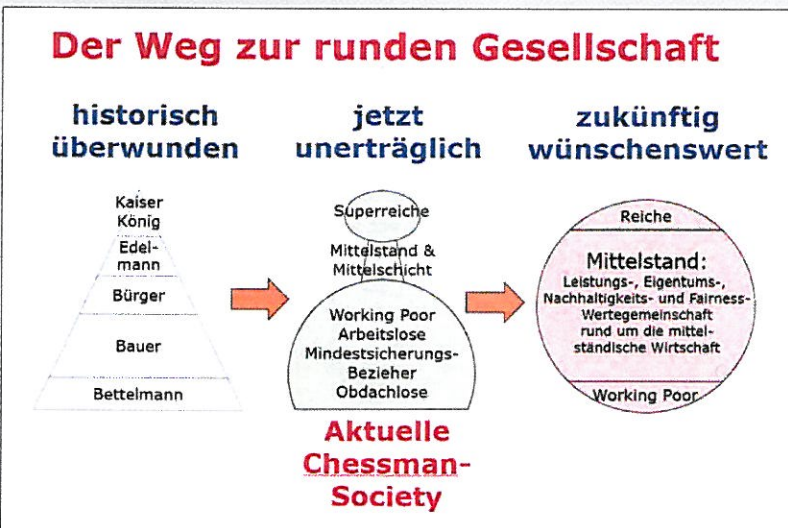 Der Weg zur runden Gesellschaft
historisch
überwunden
Kaiser
König
Edel-
mann
Bürger
Bauer
Bettelmann
jetzt
unerträglich
Superreiche
Mittelstand &
Mittelschicht
Working Poor
Arbeitslose
Mindestsicherungs-
Bezieher
Obdachlose
Aktuelle
Chessman-
Society
zukünftig
wünschenswert
Reiche
Mittelstand:
Leistungs-, Eigentums-,
Nachhaltigkeits- und Fairness-
Wertegemeinschaft
rund um die mittel-
ständische Wirtschaft
Working Poor